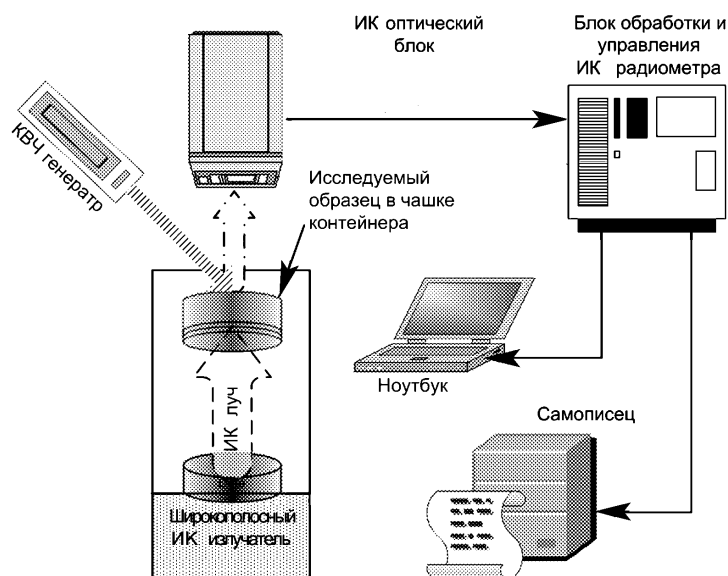 ИК оптический
блок
Блок обработки и
управления
ИК радиометра
КВЧ генератр
Исследуемый
образец в чашке
контейнера
Ноутбук
ИК луч
Самописец
Широкополосный
ИК излучатель